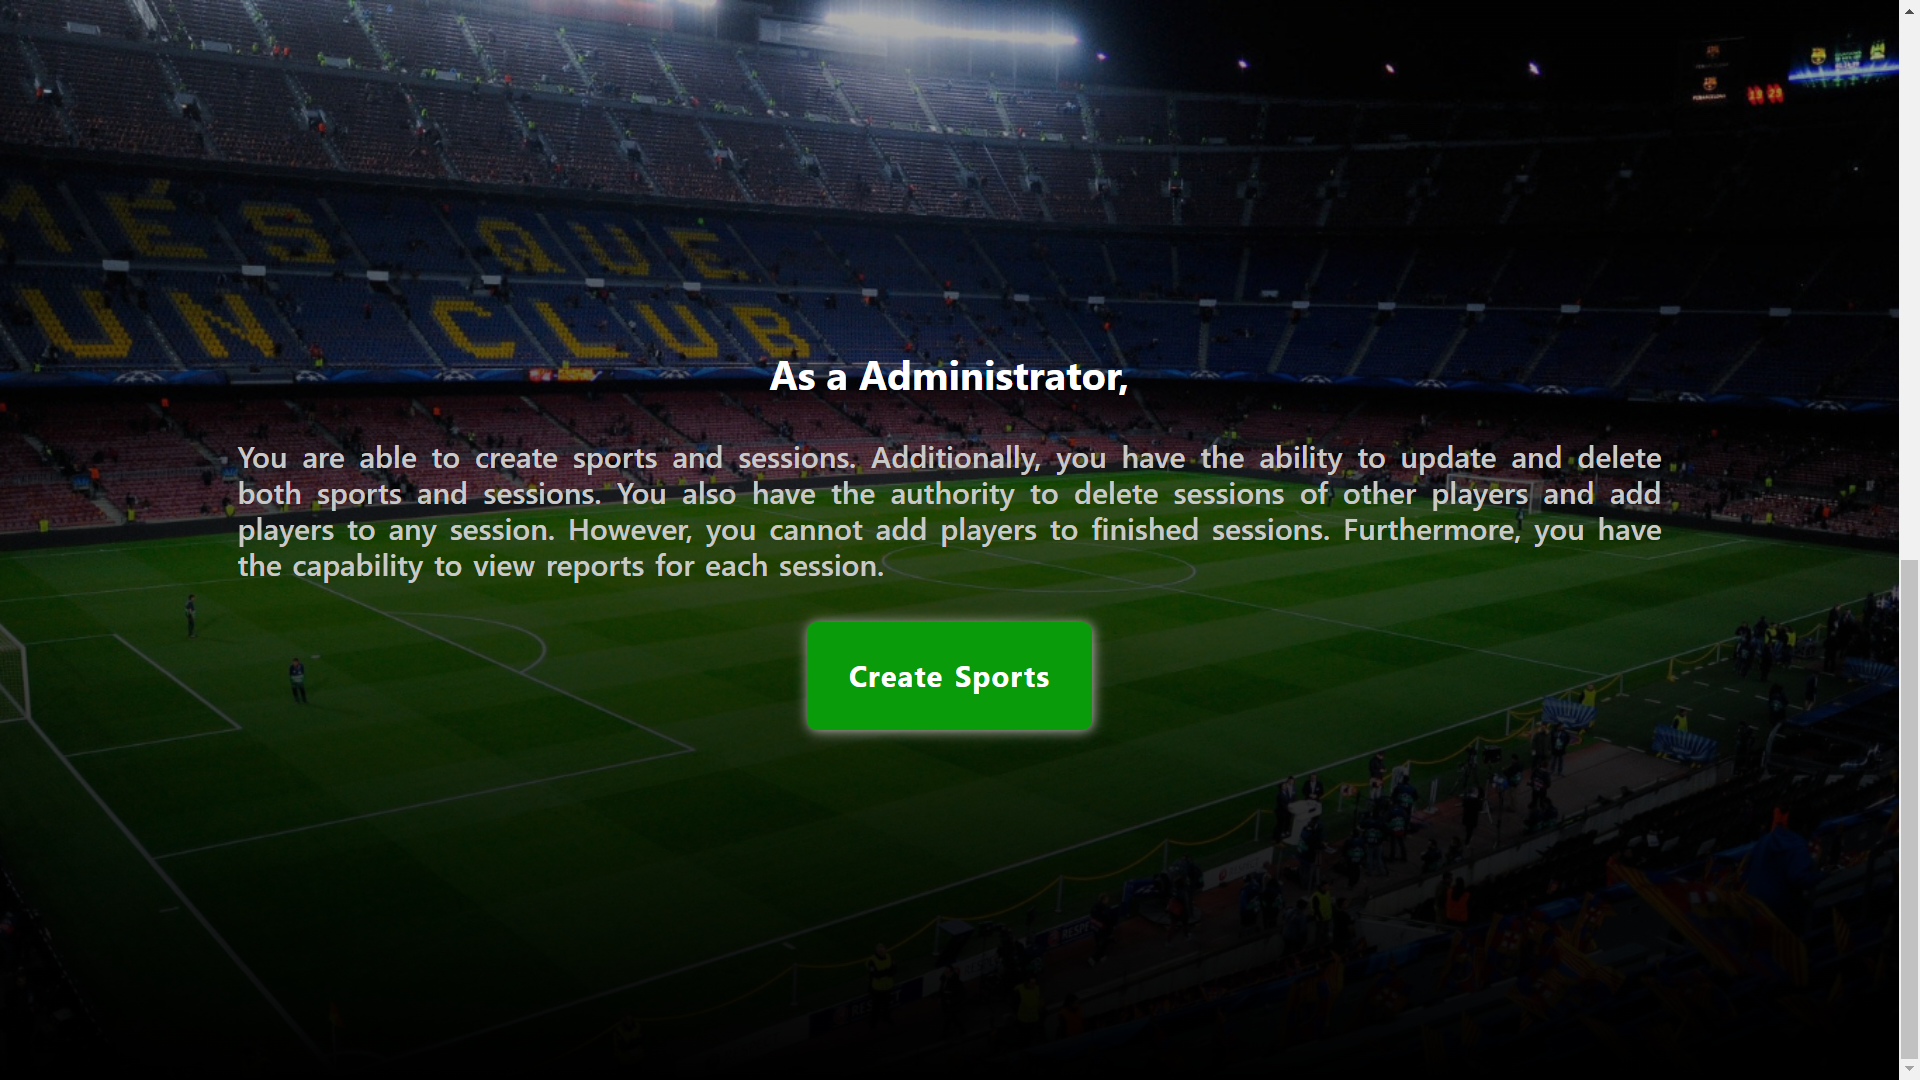 MÉS QUE
UN CLUB
As a Administrator,
You are able to create sports and sessions. Additionally, you have the ability to update and delete
both sports and sessions. You also have the authority to delete sessions of other players and add
players to any session. However, you cannot add players to finished sessions. Furthermore, you have
the capability to view reports for each session.
Create Sports